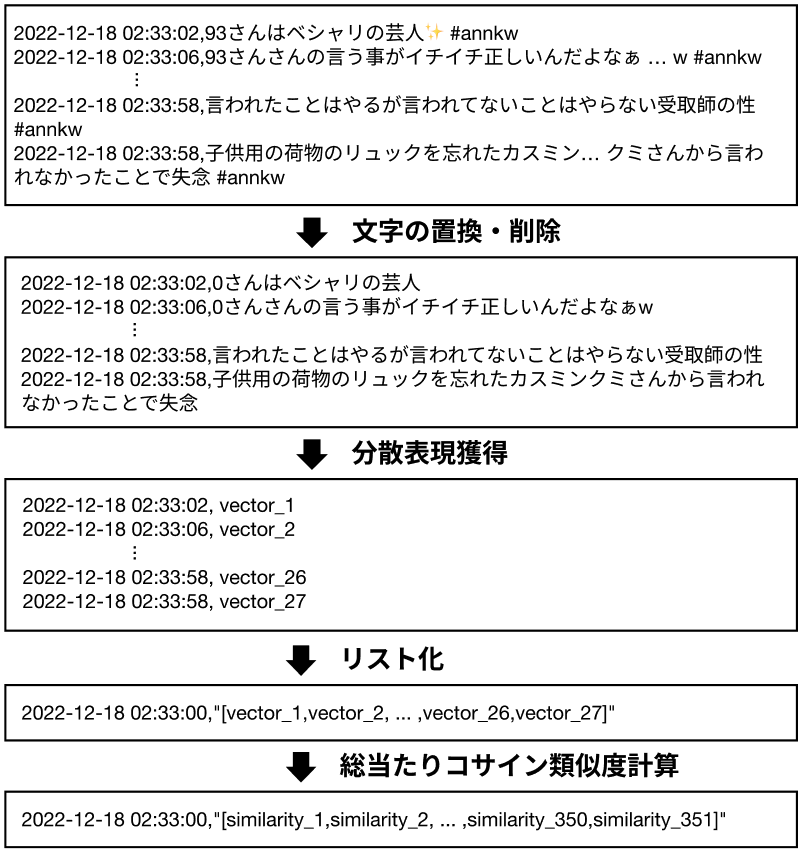 2022-12-18 02:33:02,93さんはベシャリの芸人✨ #annkw
2022-12-18 02:33:06,93さんさんの言う事がイチイチ正しいんだよなぁ … w #annkw
⋮
2022-12-18 02:33:58,言われたことはやるが言われてないことはやらない受取師の性
#annkw
2022-12-18 02:33:58,子供用の荷物のリュックを忘れたカスミン… クミさんから言わ
れなかったことで失念 #annkw
文字の置換・削除
2022-12-18 02:33:02,0さんはベシャリの芸人
2022-12-18 02:33:06,0さんさんの言う事がイチイチ正しいんだよなぁw
⋮
2022-12-18 02:33:58,言われたことはやるが言われてないことはやらない受取師の性
2022-12-18 02:33:58,子供用の荷物のリュックを忘れたカスミンクミさんから言われ
なかったことで失念
分散表現獲得
2022-12-18 02:33:02, vector_1
2022-12-18 02:33:06, vector_2
⋮
2022-12-18 02:33:58, vector_26
2022-12-18 02:33:58, vector_27
リスト化
2022-12-18 02:33:00,"[vector_1,vector_2, ... ,vector_26,vector_27]"
総当たりコサイン類似度計算
2022-12-18 02:33:00,"[similarity_1,similarity_2, ... ,similarity_350,similarity_351]"